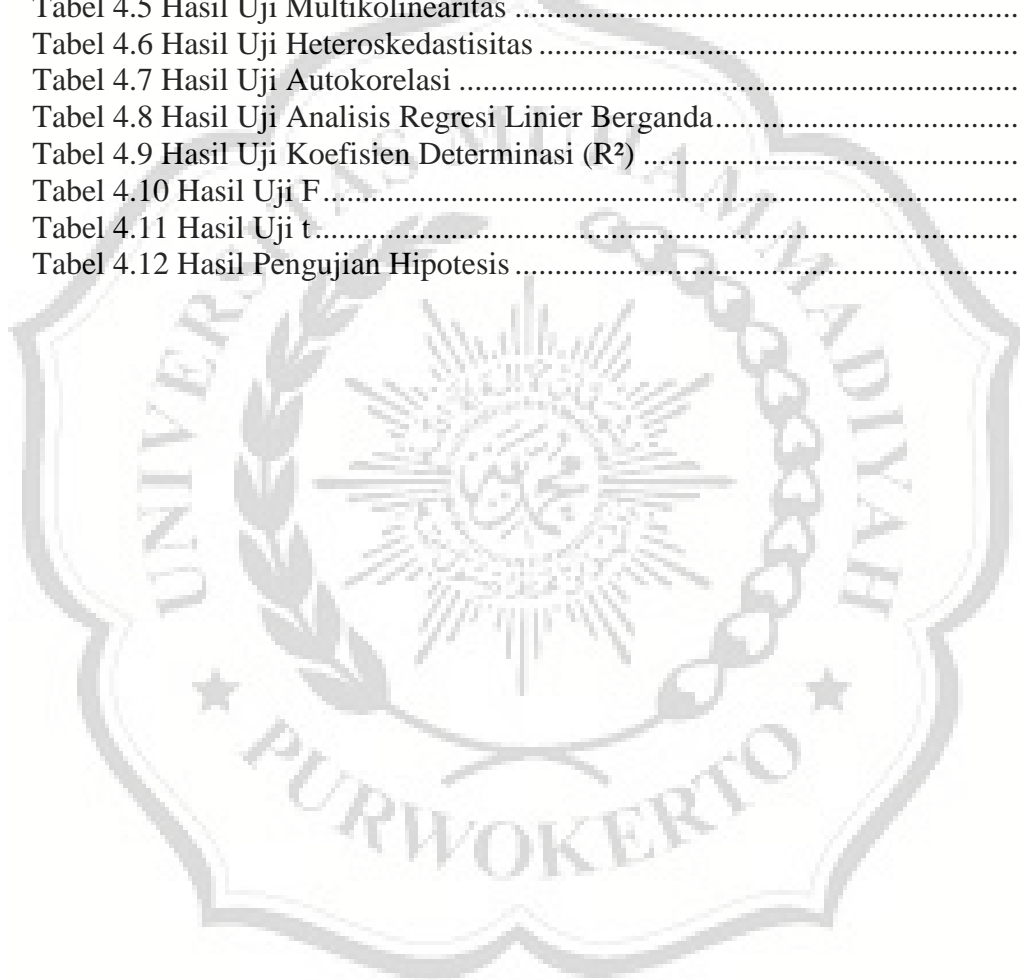 Tabel 4.5 Hasil Uji Multikolinearitas ........................................................................
Tabel 4.6 Hasil Uji Heteroskedastisitas .....................................................................
Tabel 4.7 Hasil Uji Autokorelasi ................................................................................
Tabel 4.8 Hasil Uji Analisis Regresi Linier Berganda...............................................
Tabel 4.9 Hasil Uji Koefisien Determinasi (R²) ........................................................
Tabel 4.10 Hasil Uji F.................................................................................................
Tabel 4.11 Hasil Uji t..................................................................................................
Tabel 4.12 Hasil Pengujian Hipotesis ........................................................................
UNIVERSITAS MUHAMMADIYAH
PURWOKERTO